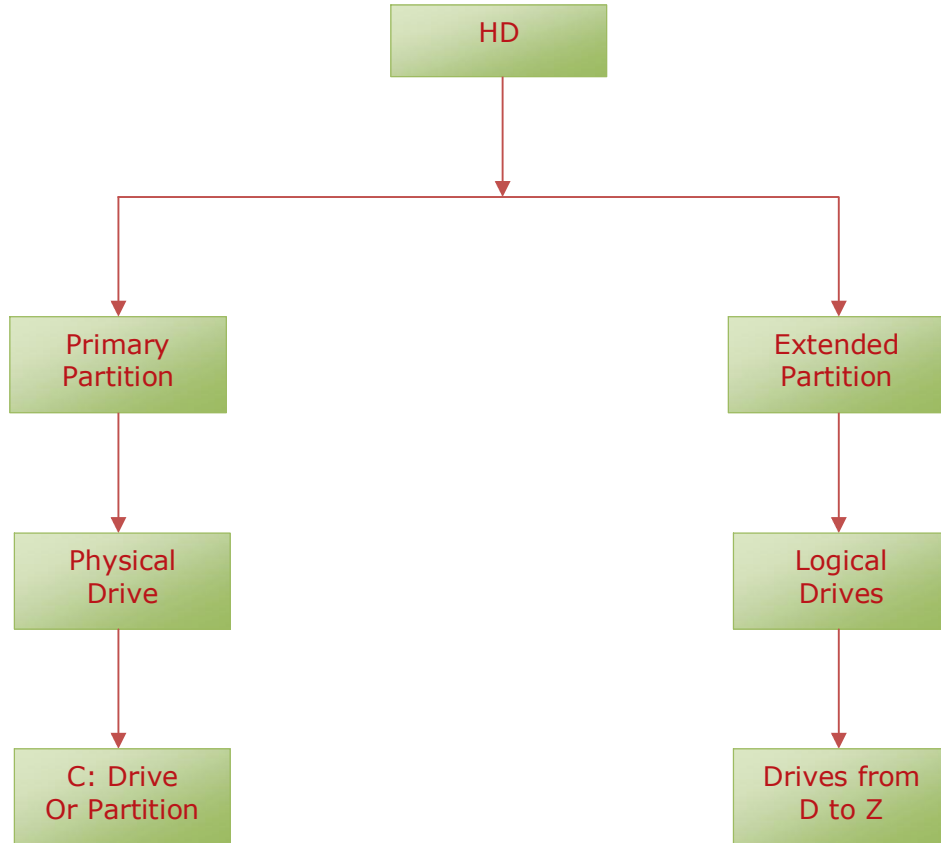 HD
Primary
Partition
Extended
Partition
Physical
Drive
Logical
Drives
C: Drive
Or Partition
Drives from
D to Z